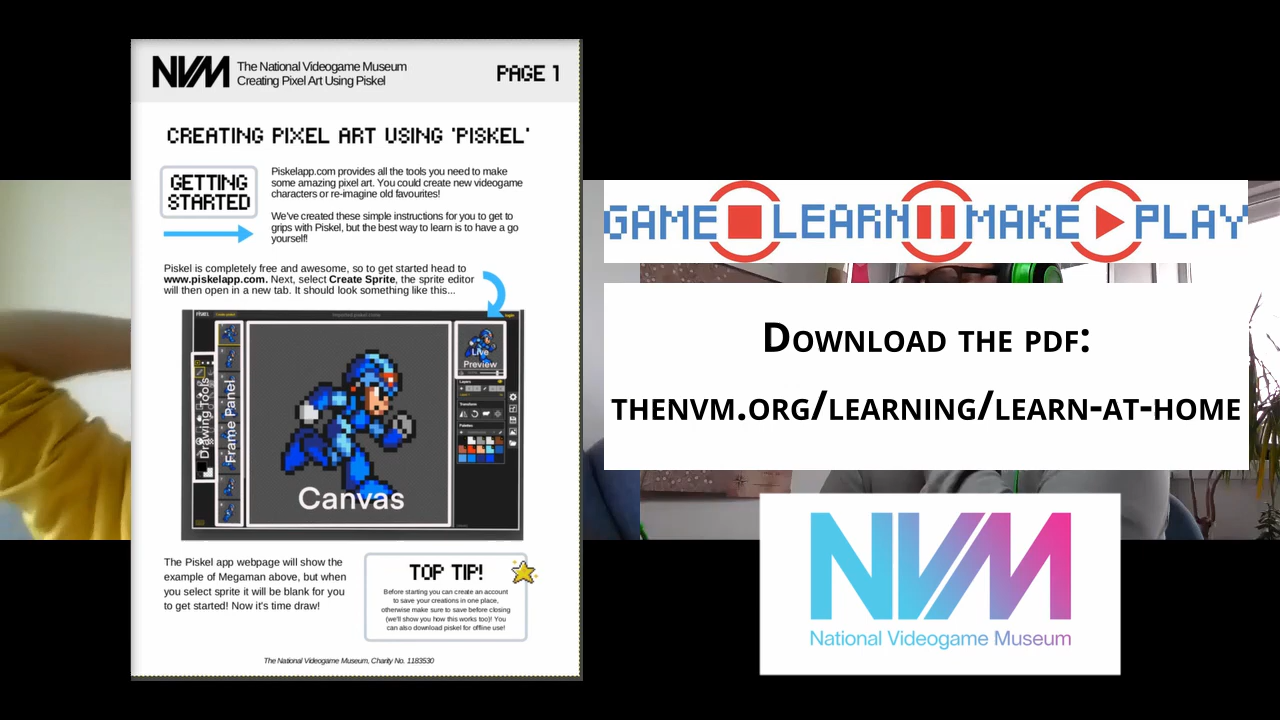 NVM
The National Videogame Museum
Creating Pixel Art Using Piskel
PAGE 1
CREATING PIXEL ART USING 'PISKEL'
GETTING
STARTED
Piskelapp.com provides all the tools you need to make
some amazing pixel art. You could create new videogame
characters or re-imagine old favourites!
We've created these simple instructions for you to get to
grips with Piskel, but the best way to learn is to have a go
yourself!
Piskel is completely free and awesome, so to get started head to
www.piskelapp.com. Next, select Create Sprite, the sprite editor
will then open in a new tab. It should look something like this...
Drawing Tools
Frame Panel
Canvas
Live
Preview
Layers
Transform
Palettes
The Piskel app webpage will show the
example of Megaman above, but when
you select sprite it will be blank for you
to get started! Now it's time draw!
TOP TIP!
Before starting you can create an account
to save your creations in one place,
otherwise make sure to save before closing
(we'll show you how this works too)! You
can also download piskel for offline use!
The National Videogame Museum, Charity No. 1183530
GAME LEARN MAKE PLAY
Download the pdf:
thenvm.org/learning/learn-at-home
NVM
National Videogame Museum